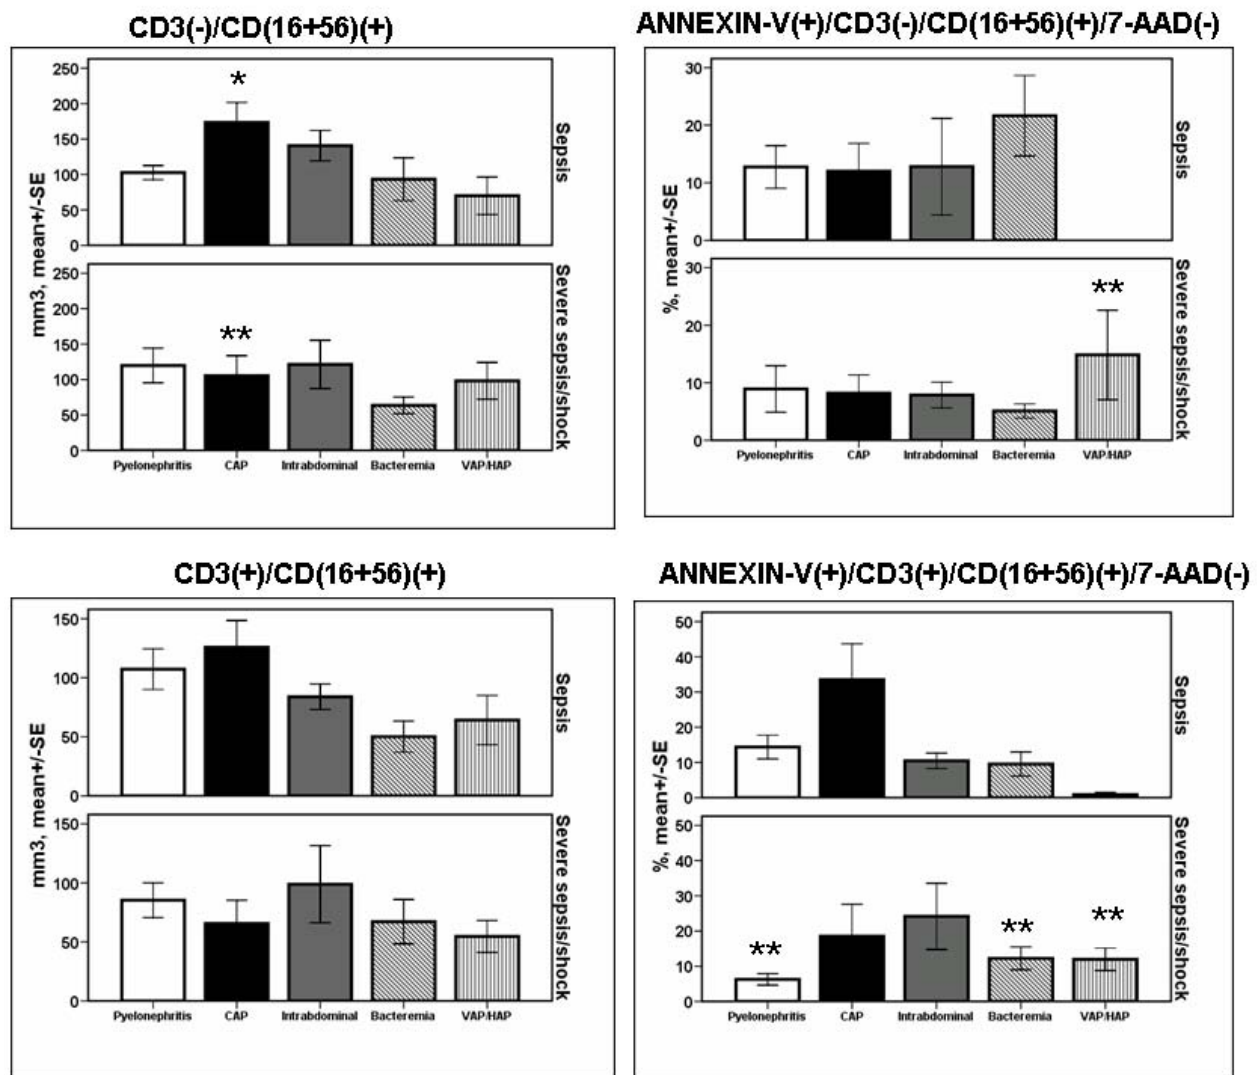 CD3(-)/CD(16+56)(+)
250
200
150
100
50
0
*
Sepsis
mm3, mean+/-SE
250
200
150
100
50
0
**
Severe sepsis/shock
Pyelonephritis CAP Intrabdominal Bacteremia VAP/HAP
ANNEXIN-V(+)/CD3(-)/CD(16+56)(+)/7-AAD(-)
30
20
10
0
Sepsis
%, mean+/-SE
30
20
10
0
**
Severe sepsis/shock
Pyelonephritis CAP Intrabdominal Bacteremia VAP/HAP
CD3(+)/CD(16+56)(+)
150
100
50
0
Sepsis
mm3, mean+/-SE
150
100
50
0
Severe sepsis/shock
Pyelonephritis CAP Intrabdominal Bacteremia VAP/HAP
ANNEXIN-V(+)/CD3(+)/CD(16+56)(+)/7-AAD(-)
50
40
30
20
10
0
Sepsis
%, mean+/-SE
50
40
30
20
10
0
** ** **
Severe sepsis/shock
Pyelonephritis CAP Intrabdominal Bacteremia VAP/HAP